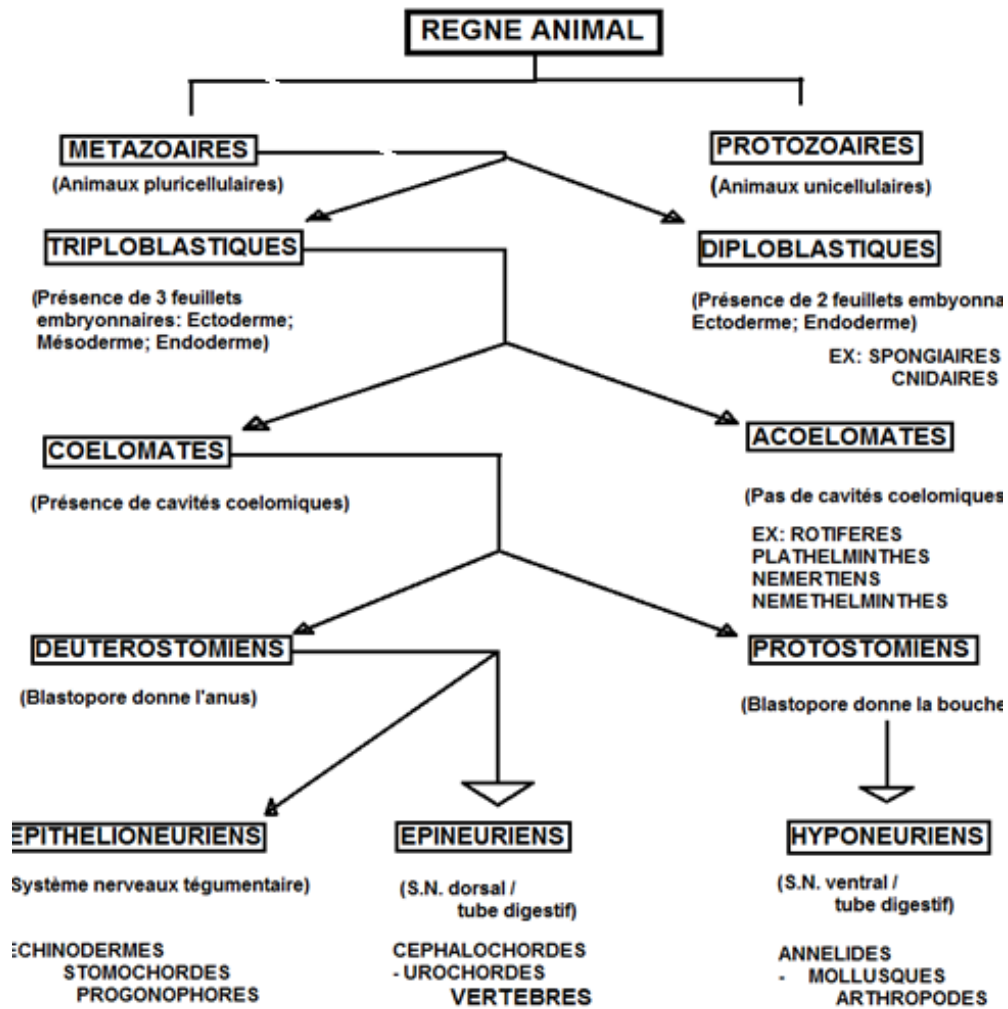 REGNE ANIMAL
METAZOAIRES
PROTOZOAIRES
(Animaux pluricellulaires)
(Animaux unicellulaires)
TRIPLOBLASTIQUES
DIPLOBLASTIQUES
(Présence de 3 feuillets
embryonnaires: Ectoderme;
Mésoderme; Endoderme)
(Présence de 2 feuillets embyonna
Ectoderme; Endoderme)
EX: SPONGIAIRES
CNIDAIRES
COELOMATES
ACOELOMATES
(Présence de cavités coelomiques)
(Pas de cavités coelomiques
EX: ROTIFERES
PLATHELMINTHES
NEMERTIENS
NEMETHELMINTHES
DEUTEROSTOMIENS
PROTOSTOMIENS
(Blastopore donne l'anus)
(Blastopore donne la bouche
EPITHELIONEURIENS
EPINEURIENS
HYPONEURIENS
(Système nerveaux tégumentaire)
(S.N. dorsal /
tube digestif)
(S.N. ventral /
tube digestif)
ECHINODERMES
STOMOCHORDES
PROGONOPHORES
CEPHALOCHORDES
- UROCHORDES
VERTEBRES
ANNELIDES
- MOLLUSQUES
ARTHROPODES